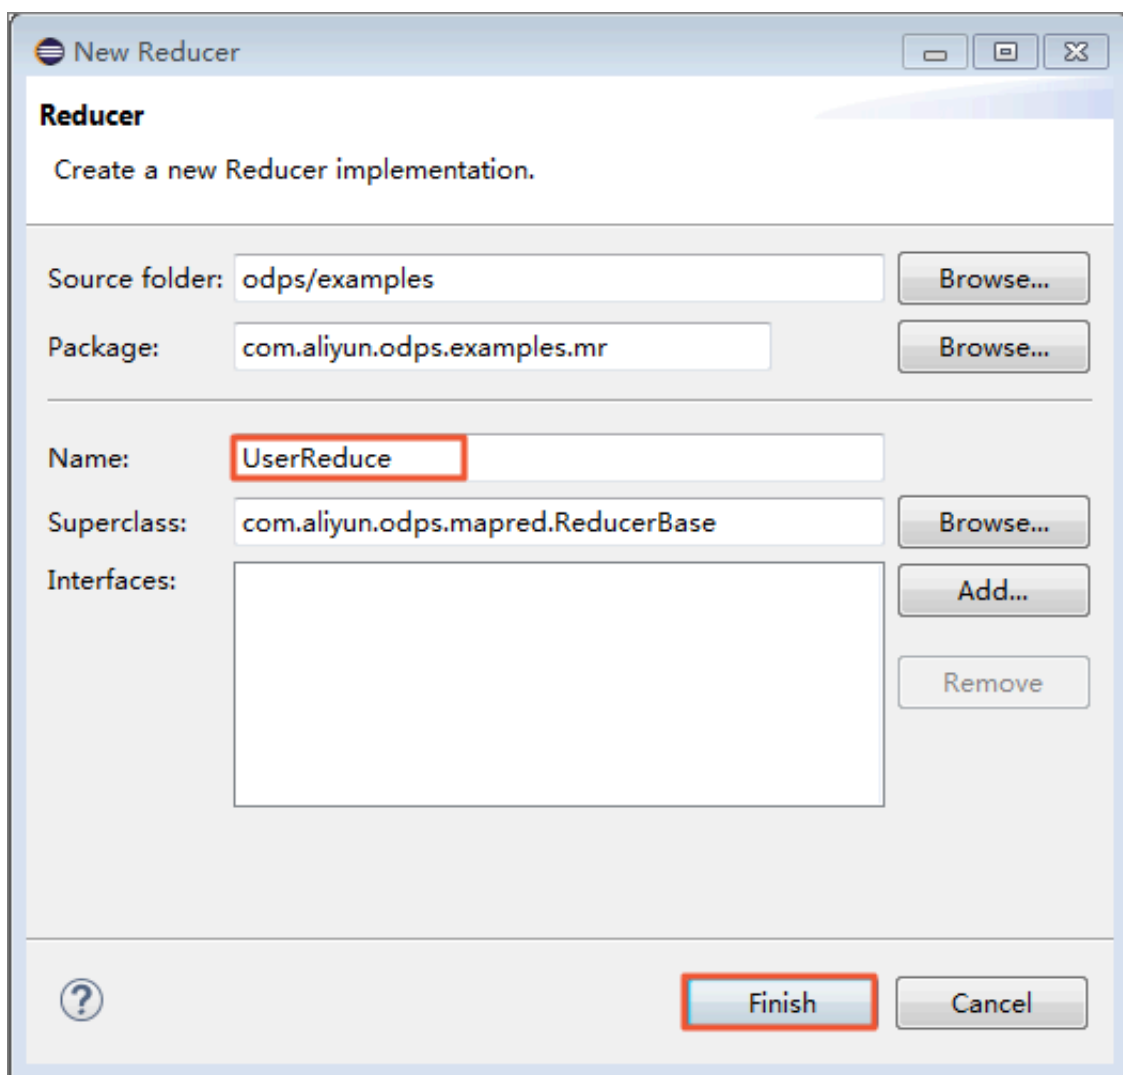 New Reducer
Reducer
Create a new Reducer implementation.
Source folder: odps/examples Browse...
Package: com.aliyun.odps.examples.mr Browse...
Name: UserReduce
Superclass: com.aliyun.odps.mapred.ReducerBase Browse...
Interfaces: Add...
Remove
? Finish Cancel